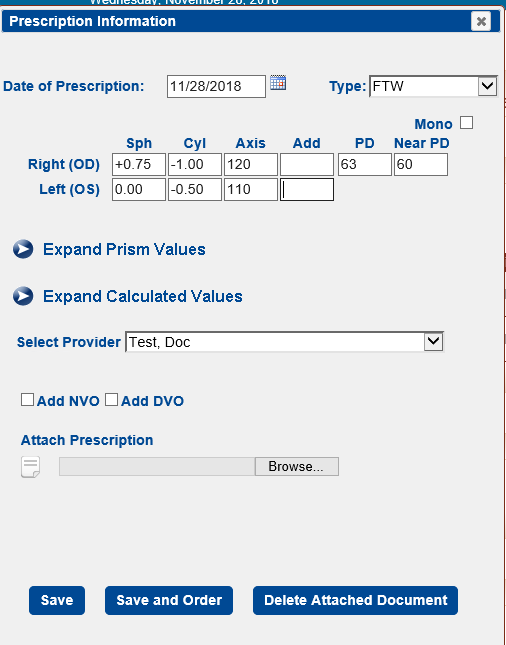 Wednesday, November 28, 2018
Prescription Information
Date of Prescription: 11/28/2018 Type: FTW
Mono
Sph Cyl Axis Add PD Near PD
Right (OD) +0.75 -1.00 120 63 60
Left (OS) 0.00 -0.50 110
Expand Prism Values
Expand Calculated Values
Select Provider Test, Doc
Add NVO Add DVO
Attach Prescription
Browse...
Save Save and Order Delete Attached Document